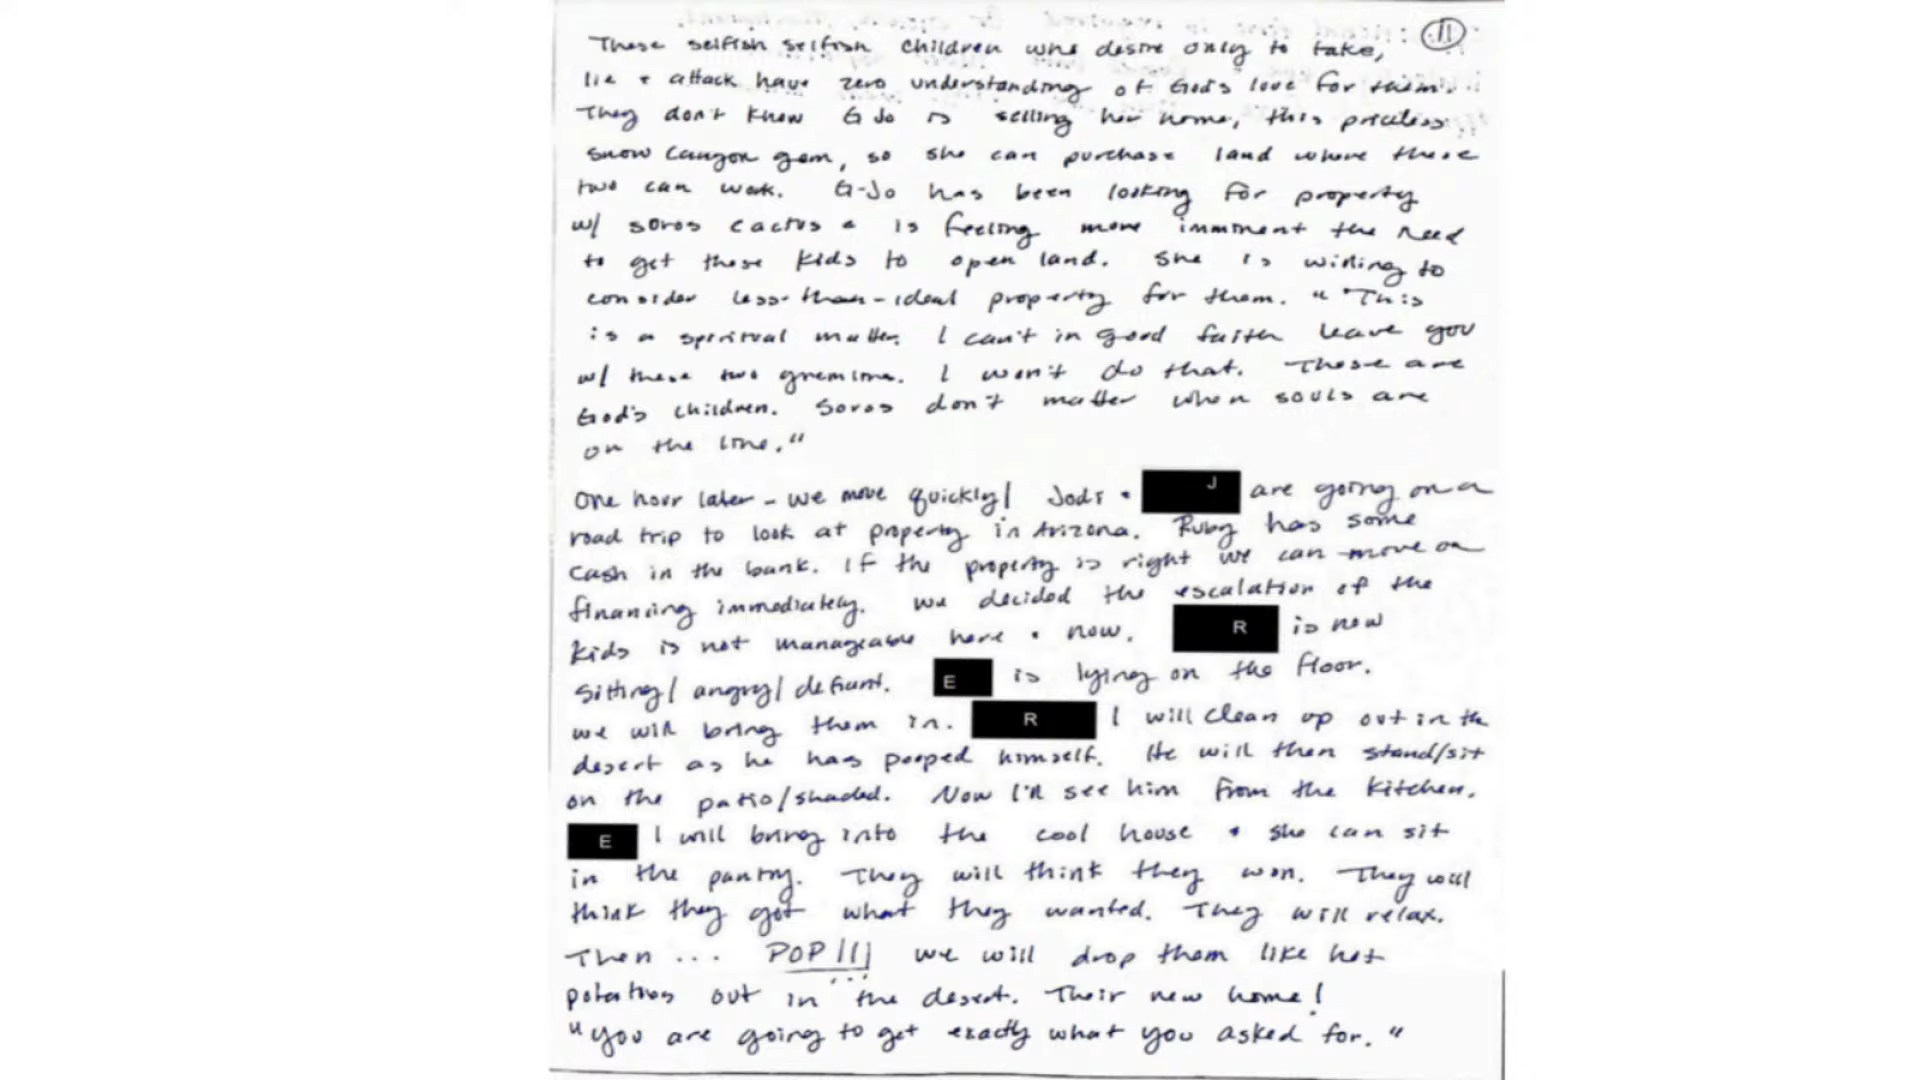 11
These selfish selfish children who desire only to take,
lie + attack have zero understanding of God's love for them.
They don't know G Jo is selling her home, this priceless
snow canyon gem, so she can purchase land where these
two can work. G-Jo has been looking for property
w/ soros cactus + is feeling more imminent the need
to get these kids to open land. She is willing to
consider less-than-ideal property for them. " "This
is a spiritual matter. I can't in good faith leave you
w/ these two gremlins. I won't do that. These are
God's children. Soros don't matter when souls are
on the line."
One hour later - we move quickly/ Jodi + J are going on a
road trip to look at property in Arizona. Ruby has some
cash in the bank. If the property is right we can move on
financing immediately. We decided the escalation of the
kids is not manageable here + now. R is now
sitting/ angry/ defiant. E is lying on the floor.
we will bring them in. R I will clean up out in the
desert as he has pooped himself. He will then stand/sit
on the patio/shaded. Now I'll see him from the kitchen.
E I will bring into the cool house + she can sit
in the pantry. They will think they won. They will
think they got what they wanted. They will relax.
Then ... POP!!! we will drop them like hot
potatoes out in the desert. Their new home!
"You are going to get exactly what you asked for."